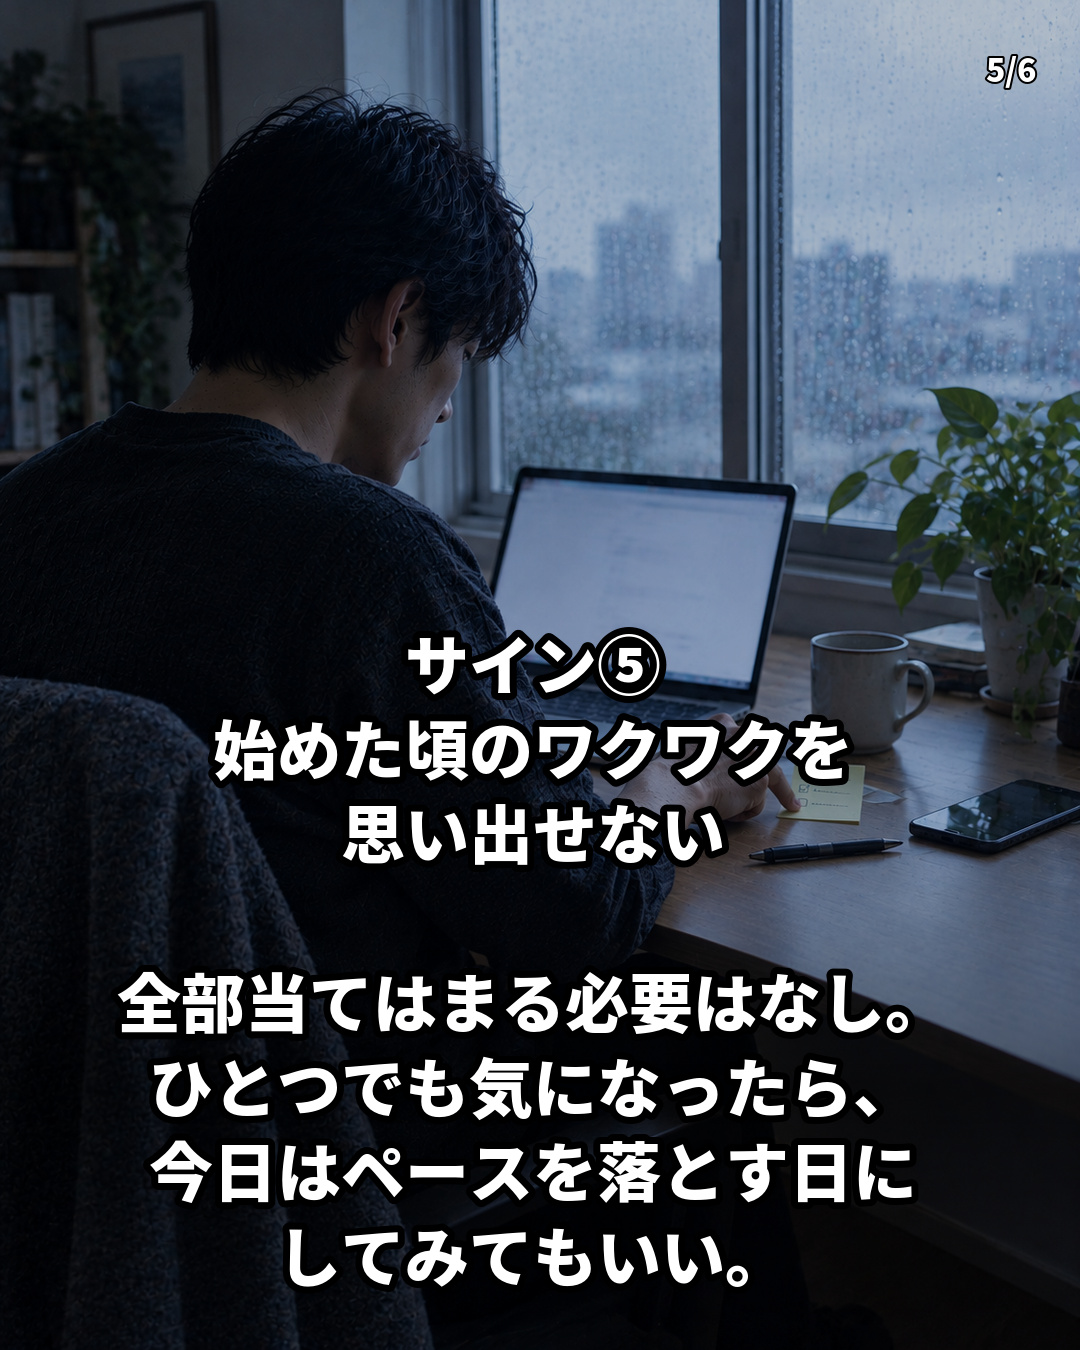 5/6
サイン⑤
始めた頃のワクワクを
思い出せない
全部当てはまる必要はなし。
ひとつでも気になったら、
今日はペースを落とす日に
してみてもいい。